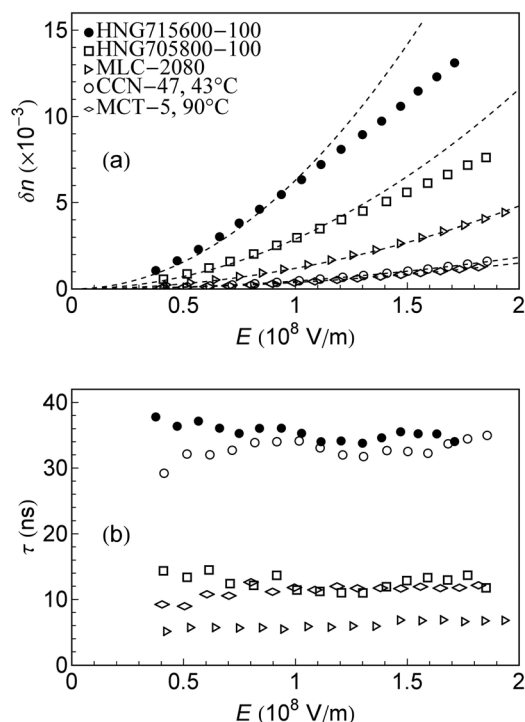 15
10
5
0
δn (×10⁻³)
HNG715600−100
HNG705800−100
MLC−2080
CCN−47, 43°C
MCT−5, 90°C
(a)
0.5 1 1.5 2
E (10⁸ V/m)
40
30
20
10
0
τ (ns)
(b)
0.5 1 1.5 2
E (10⁸ V/m)